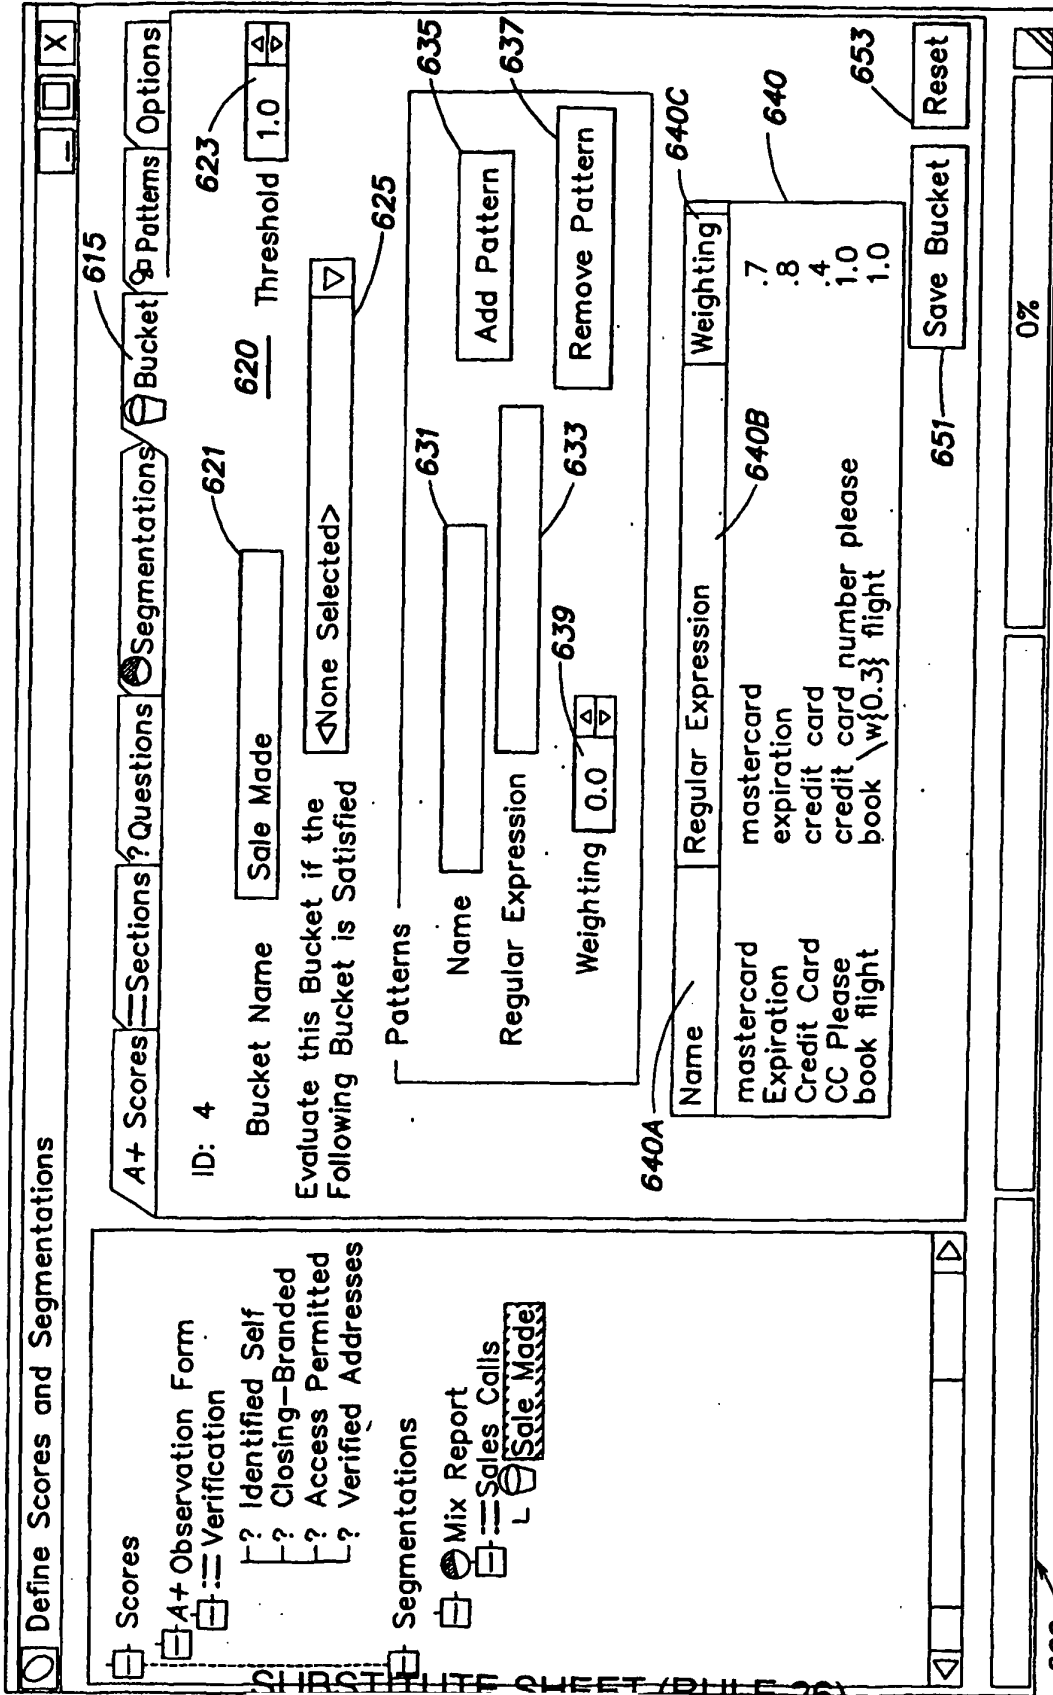 Define Scores and Segmentations
_ X
Scores
A+ Observation Form
Verification
? Identified Self
? Closing-Branded
? Access Permitted
? Verified Addresses
Segmentations
Mix Report
Sales Calls
Sale Made
A+ Scores Sections ? Questions Segmentations Bucket Patterns Options
615
ID: 4
620
Bucket Name Sale Made 621 Threshold 1.0 623
Evaluate this Bucket if the
Following Bucket is Satisfied
<None Selected> 625
Patterns
Name 631 Add Pattern 635
Regular Expression 633 Remove Pattern 637
Weighting 0.0 639
640A 640B 640C
Name Regular Expression Weighting
mastercard mastercard .7
Expiration expiration .8
Credit Card credit card .4
CC Please credit card number please 1.0
book flight book \w{0.3} flight 1.0
640
651 Save Bucket Reset 653
0%
SUBSTITUTE SHEET (RULE 26)